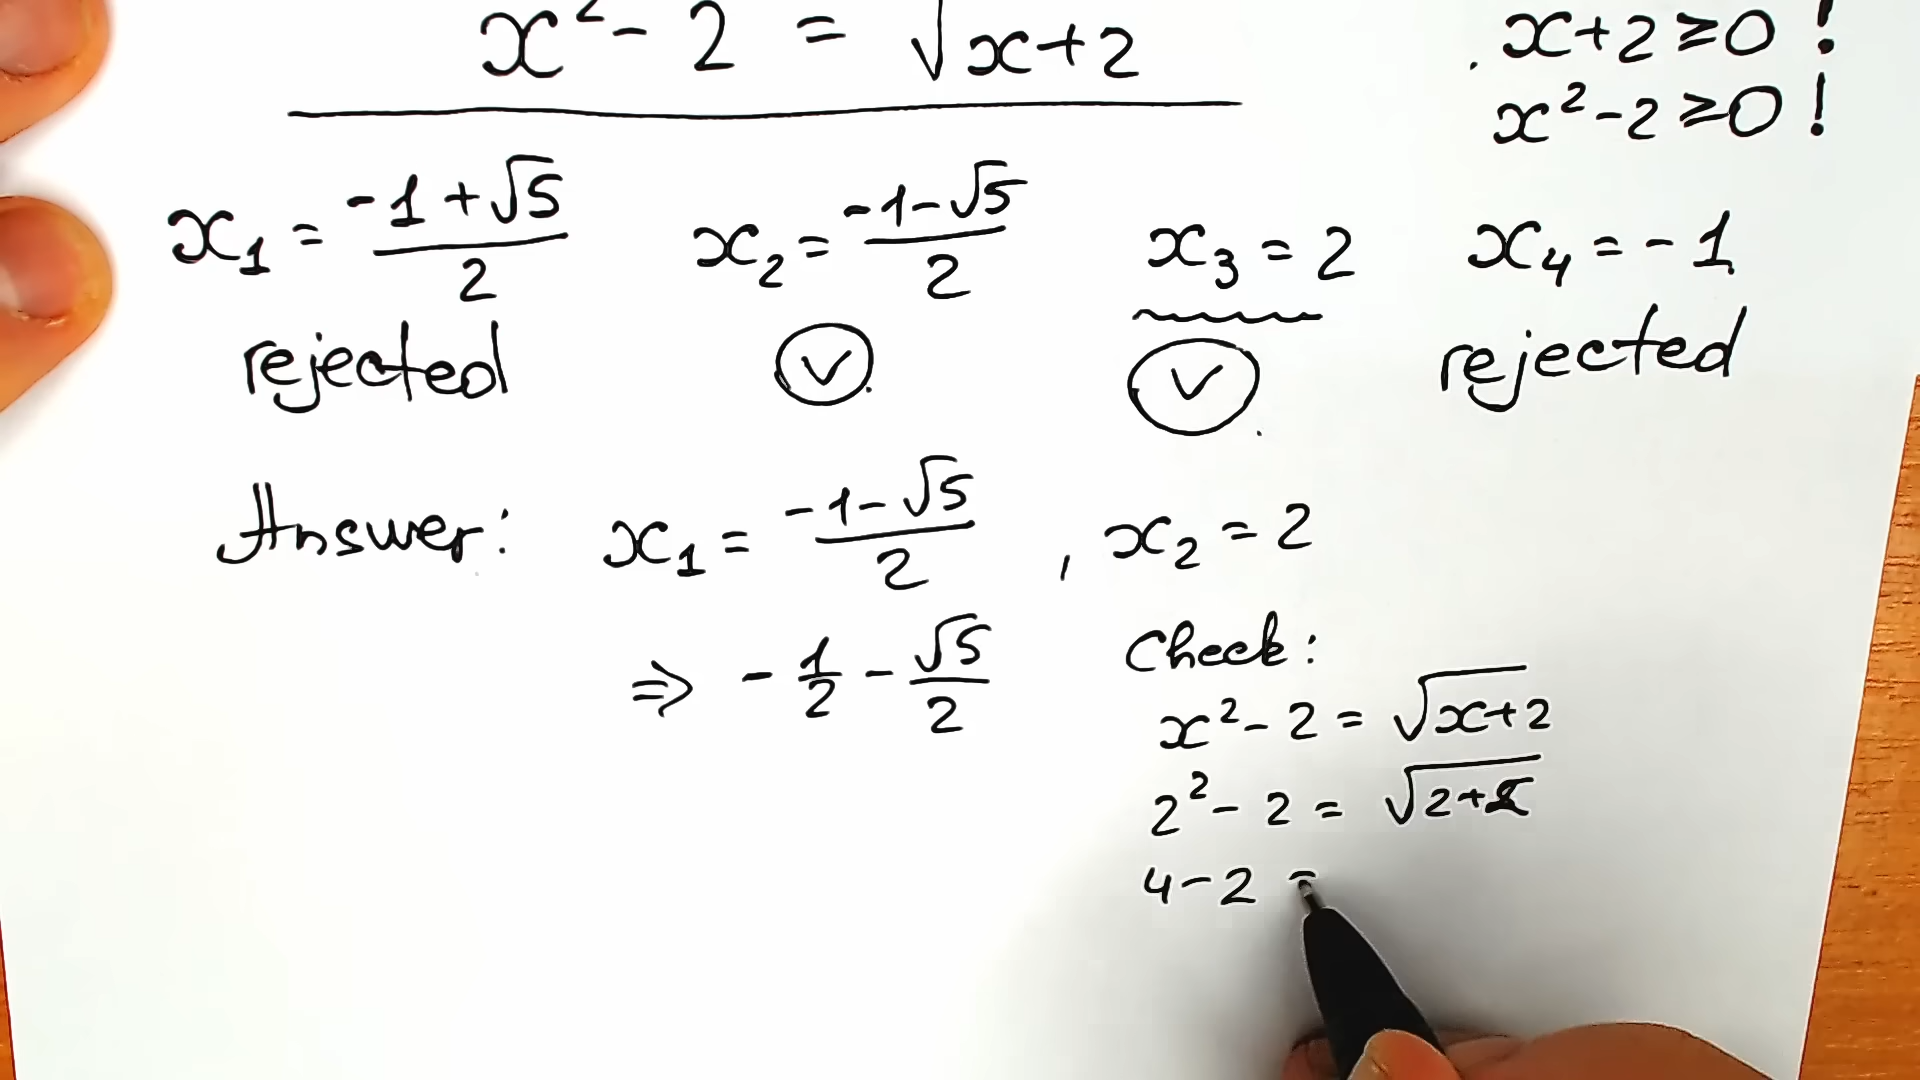 x² - 2 = √x+2
x+2 ≥ 0 !
x² - 2 ≥ 0 !
x₁ = (-1+√5)/2 x₂ = (-1-√5)/2 x₃ = 2 x₄ = -1
rejected ✓ ✓ rejected
Answer: x₁ = (-1-√5)/2 , x₂ = 2
⇒ -1/2 - √5/2
Check:
x² - 2 = √x+2
2² - 2 = √2+2
4 - 2 =